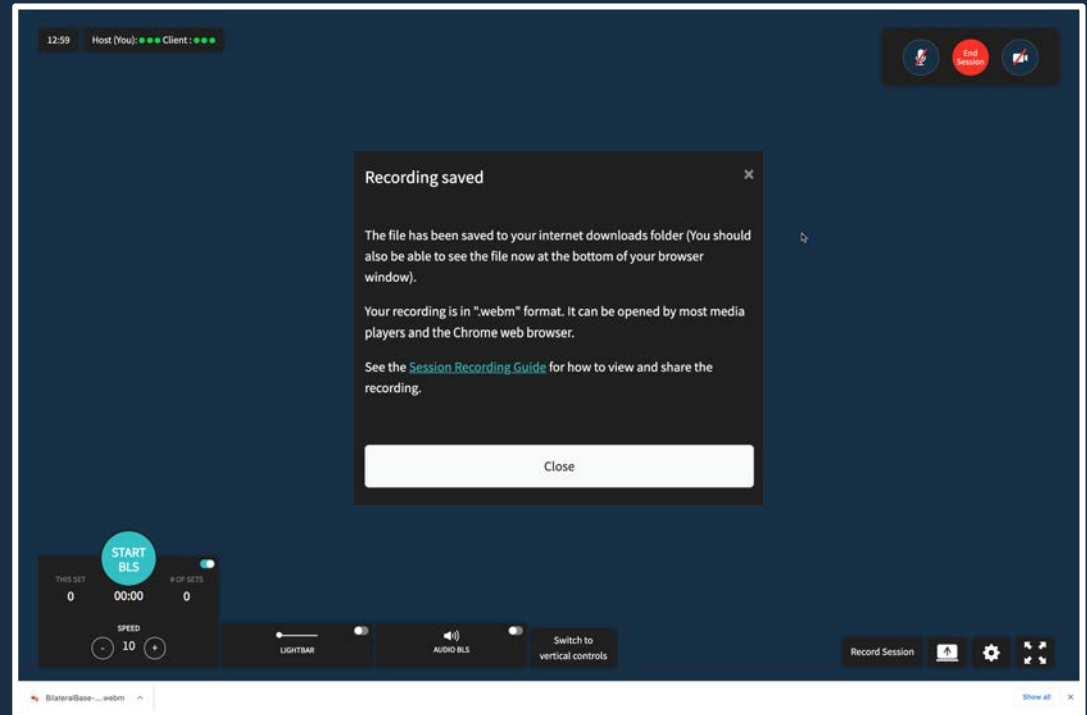 12:59 Host (You): Client :
End
Session
Recording saved
The file has been saved to your internet downloads folder (You should
also be able to see the file now at the bottom of your browser
window).
Your recording is in ".webm" format. It can be opened by most media
players and the Chrome web browser.
See the Session Recording Guide for how to view and share the
recording.
Close
START
BLS
THIS SET # OF SETS
0 00:00 0
SPEED
- 10 +
LIGHTBAR
AUDIO BLS
Switch to
vertical controls
Record Session
BilateralBase-....webm
Show all